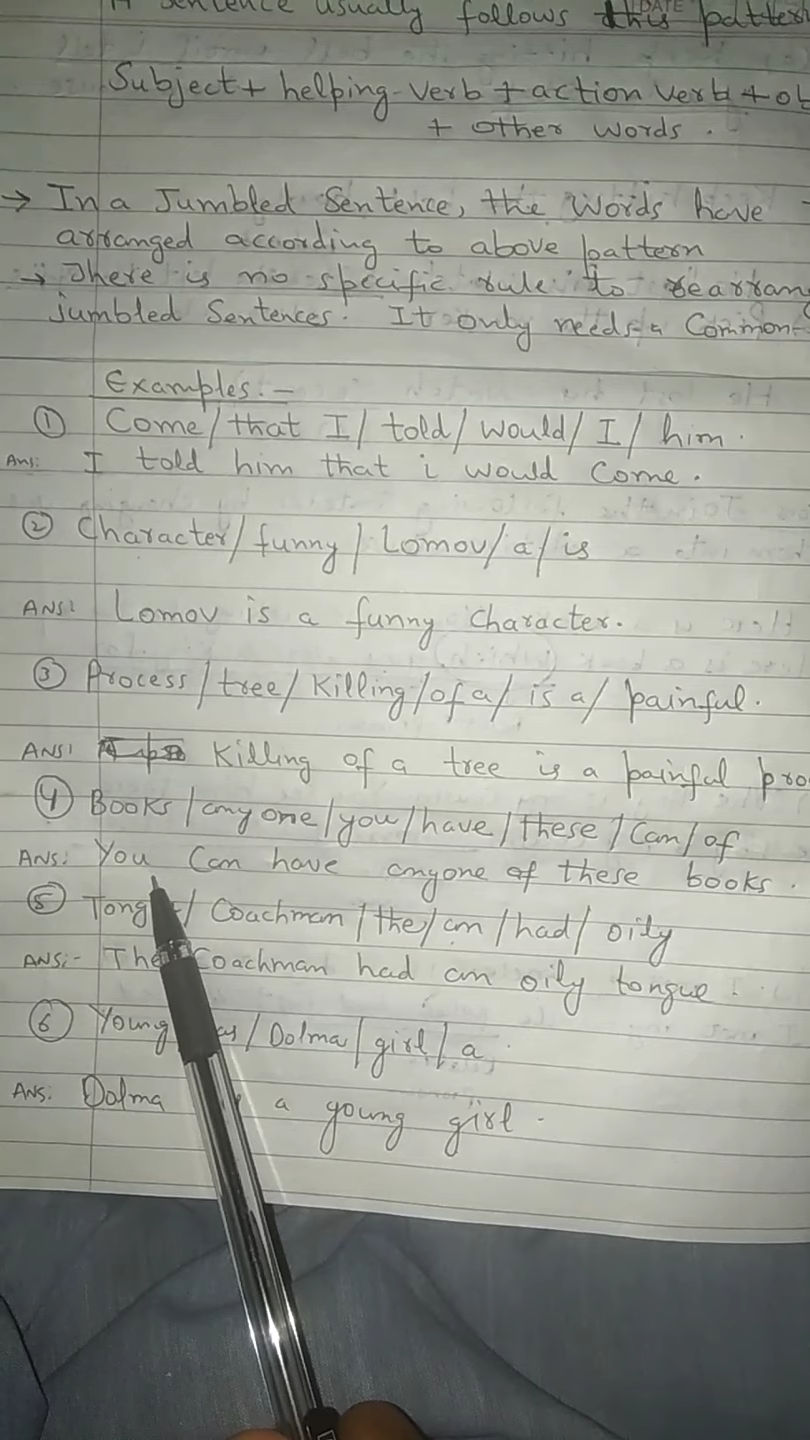 sentence usually follows this patter
DATE
Subject + helping-verb + action verb + ob
+ other words.
→ In a Jumbled Sentence, the words have
arranged according to above pattern
→ There is no specific rule to rearrang
jumbled Sentences. It only needs a Common-
Examples:-
① Come/that I/told/would/I/him.
Ans: I told him that i would come.
② Character/funny/Lomov/a/is
ANS: Lomov is a funny character.
③ Process/tree/killing/of a/is a/painful.
ANS: Killing of a tree is a painful pro
④ Books/anyone/you/have/these/can/of
ANS: You can have anyone of these books.
⑤ Tong / Coachman/the/an/had/oily
ANS:- The Coachman had an oily tongue.
⑥ Young /Dolma/girl/a.
ANS: Dolma a young girl.